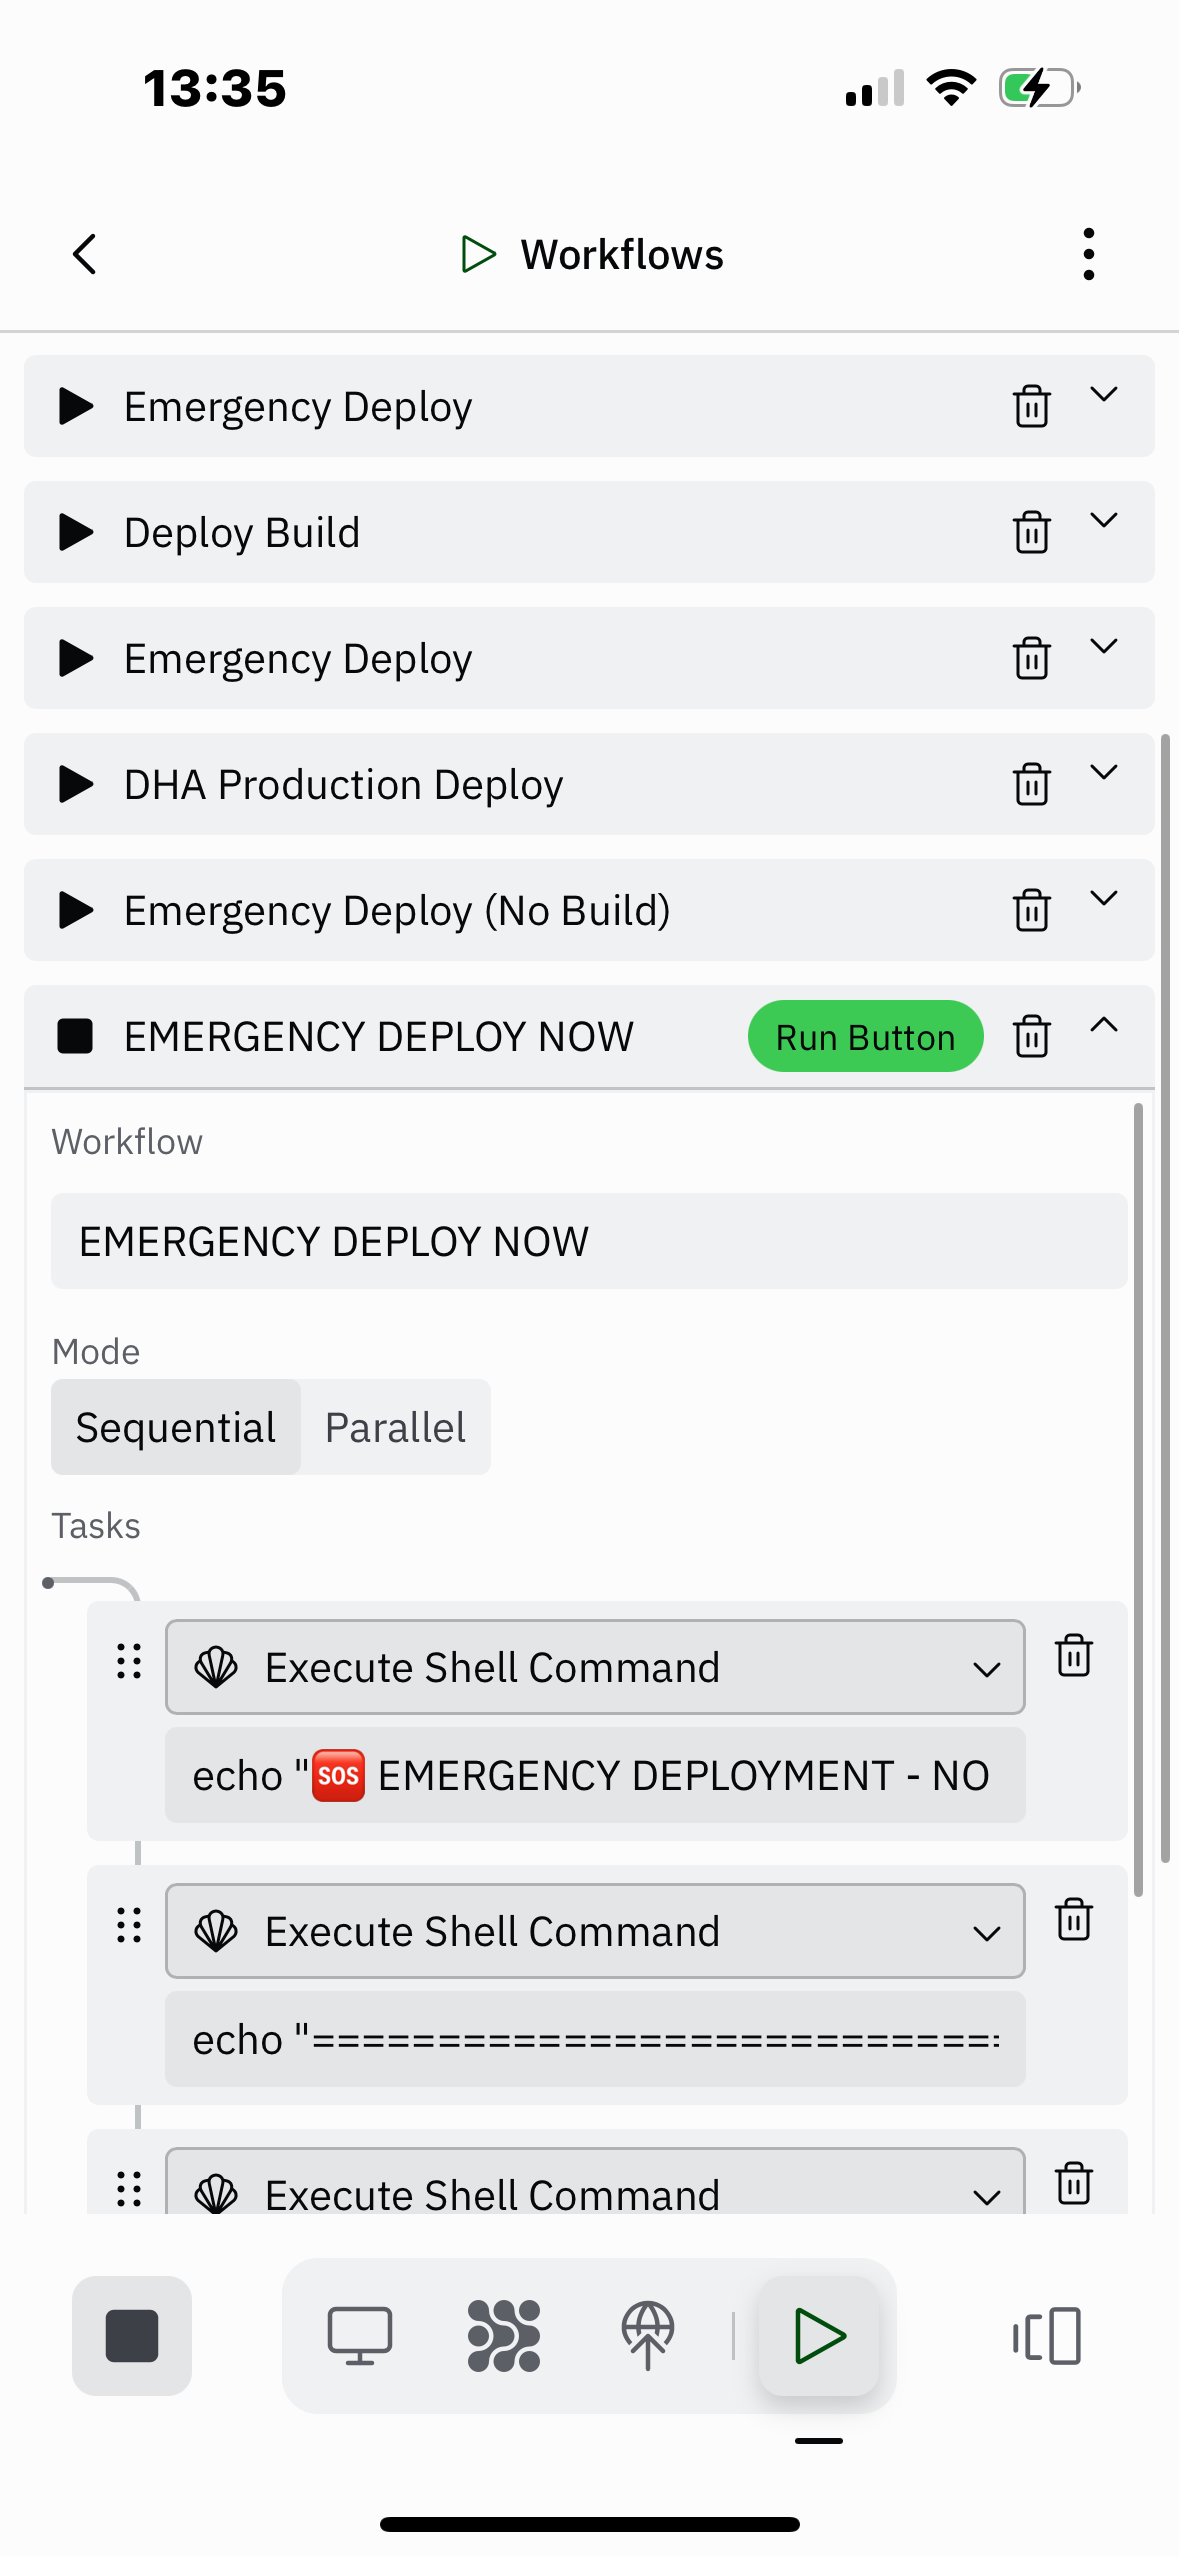 13:35
Workflows
Emergency Deploy
Deploy Build
Emergency Deploy
DHA Production Deploy
Emergency Deploy (No Build)
EMERGENCY DEPLOY NOW Run Button
Workflow
EMERGENCY DEPLOY NOW
Mode
Sequential Parallel
Tasks
Execute Shell Command
echo "🆘 EMERGENCY DEPLOYMENT - NO
Execute Shell Command
echo "============================
Execute Shell Command